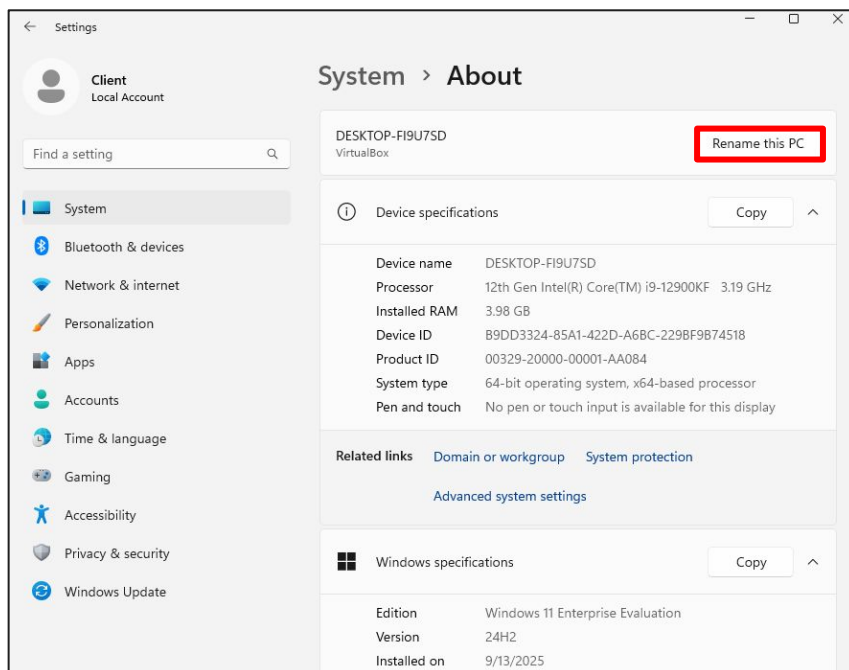 Settings
Client
Local Account
Find a setting
System
Bluetooth & devices
Network & internet
Personalization
Apps
Accounts
Time & language
Gaming
Accessibility
Privacy & security
Windows Update
System > About
DESKTOP-FI9U7SD
VirtualBox
Rename this PC
Device specifications
Copy
Device name DESKTOP-FI9U7SD
Processor 12th Gen Intel(R) Core(TM) i9-12900KF 3.19 GHz
Installed RAM 3.98 GB
Device ID B9DD3324-85A1-422D-A6BC-229BF9B74518
Product ID 00329-20000-00001-AA084
System type 64-bit operating system, x64-based processor
Pen and touch No pen or touch input is available for this display
Related links Domain or workgroup System protection
Advanced system settings
Windows specifications
Copy
Edition Windows 11 Enterprise Evaluation
Version 24H2
Installed on 9/13/2025